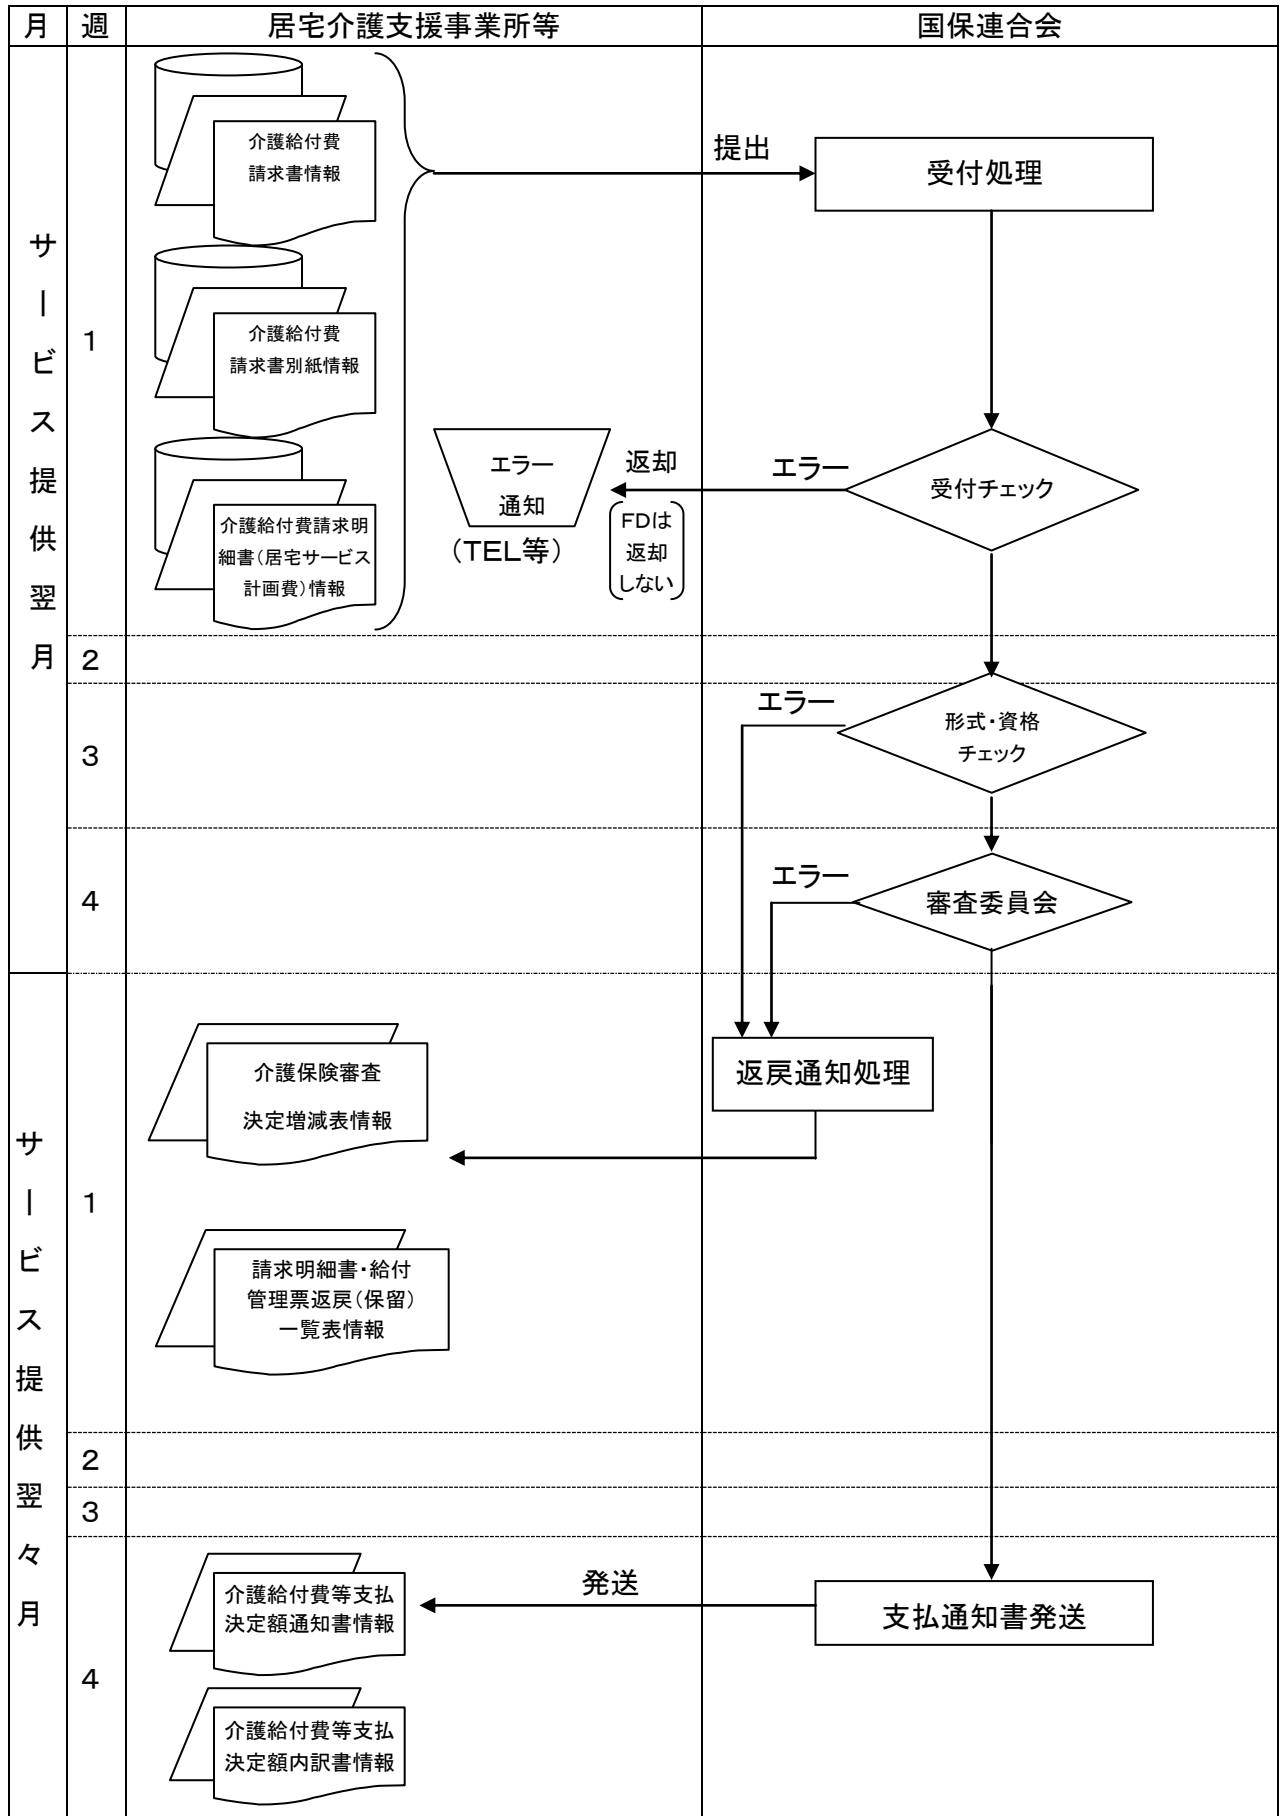 月 週 居宅介護支援事業所等 国保連合会
サービス提供翌月
1
介護給付費
請求書情報
提出
受付処理
介護給付費
請求書別紙情報
介護給付費請求明
細書(居宅サービス
計画費)情報
エラー
通知
(TEL等)
返却
FDは
返却
しない
エラー
受付チェック
2
3
エラー
形式・資格
チェック
4
エラー
審査委員会
サービス提供翌々月
1
介護保険審査
決定増減表情報
返戻通知処理
請求明細書・給付
管理票返戻(保留)
一覧表情報
2
3
4
介護給付費等支払
決定額通知書情報
発送
支払通知書発送
介護給付費等支払
決定額内訳書情報